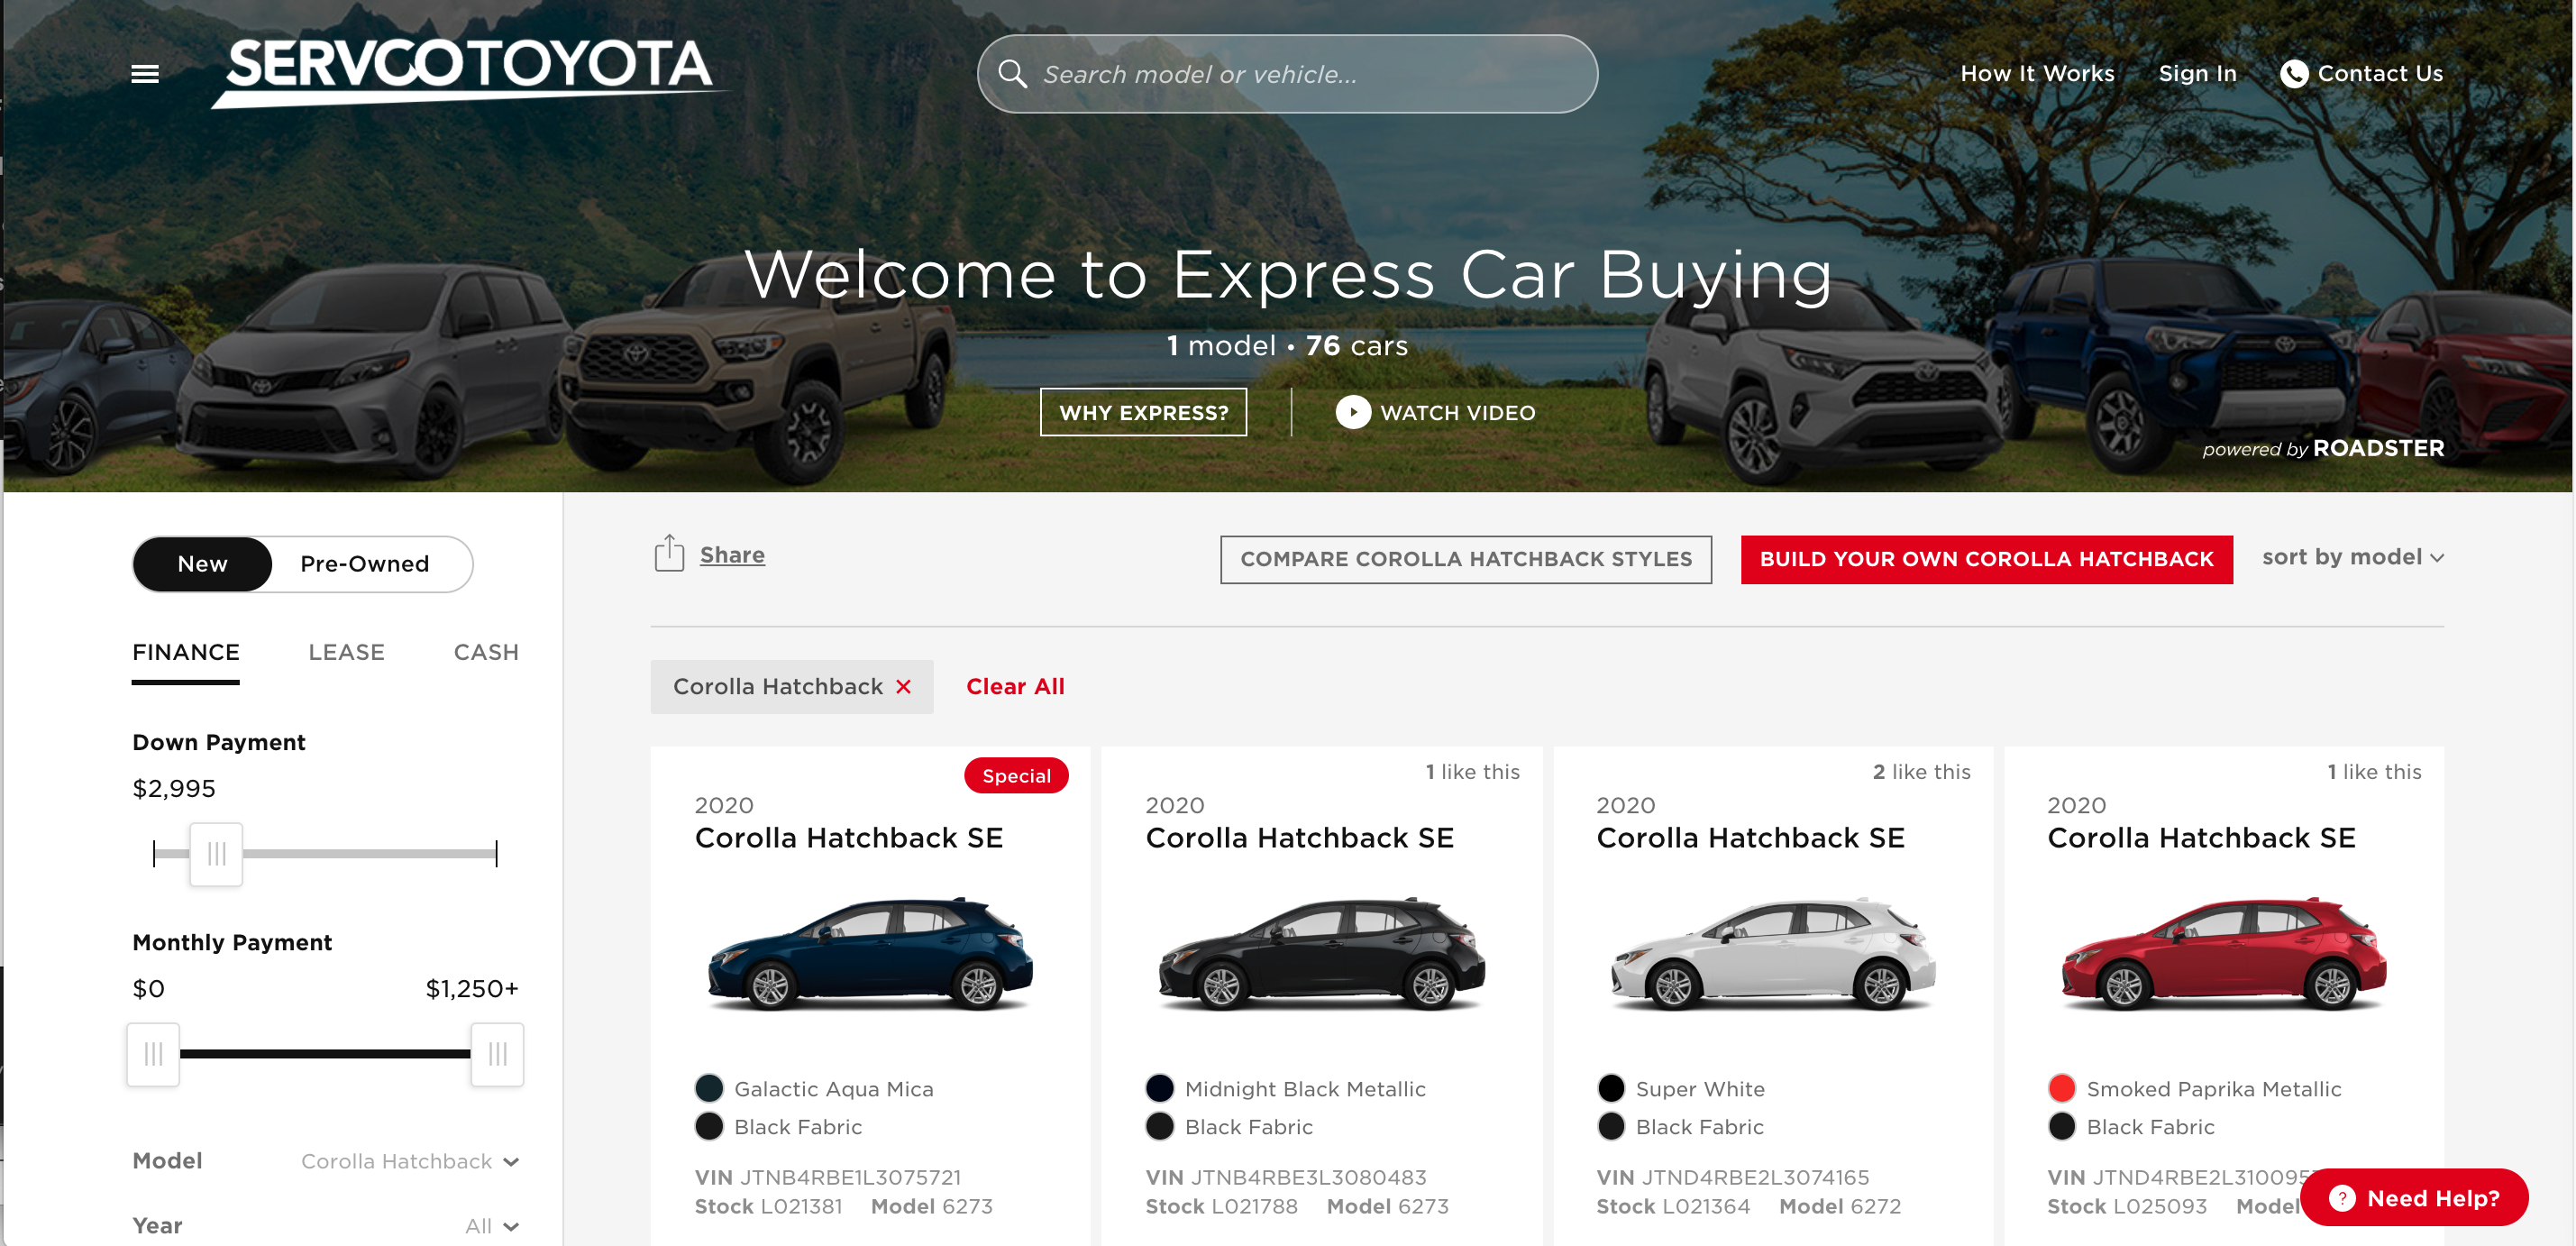 SERVCO TOYOTA
Search model or vehicle...
How It Works
Sign In
Contact Us
Welcome to Express Car Buying
1 model • 76 cars
WHY EXPRESS?
WATCH VIDEO
powered by ROADSTER
New
Pre-Owned
FINANCE
LEASE
CASH
Down Payment
$2,995
Monthly Payment
$0
$1,250+
Model
Corolla Hatchback
Year
All
Share
COMPARE COROLLA HATCHBACK STYLES
BUILD YOUR OWN COROLLA HATCHBACK
sort by model
Corolla Hatchback
Clear All
Special
2020
Corolla Hatchback SE
Galactic Aqua Mica
Black Fabric
VIN JTNB4RBE1L3075721
Stock L021381 Model 6273
1 like this
2020
Corolla Hatchback SE
Midnight Black Metallic
Black Fabric
VIN JTNB4RBE3L3080483
Stock L021788 Model 6273
2 like this
2020
Corolla Hatchback SE
Super White
Black Fabric
VIN JTND4RBE2L3074165
Stock L021364 Model 6272
1 like this
2020
Corolla Hatchback SE
Smoked Paprika Metallic
Black Fabric
VIN
Stock L025093 Model
Need Help?